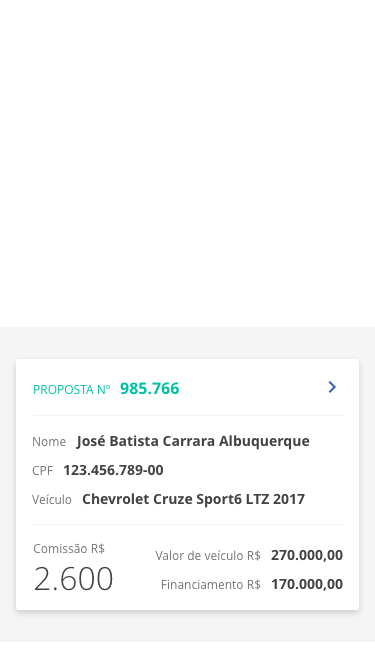 PROPOSTA Nº 985.766
Nome José Batista Carrara Albuquerque
CPF 123.456.789-00
Veículo Chevrolet Cruze Sport6 LTZ 2017
Comissão R$
2.600
Valor de veículo R$ 270.000,00
Financiamento R$ 170.000,00